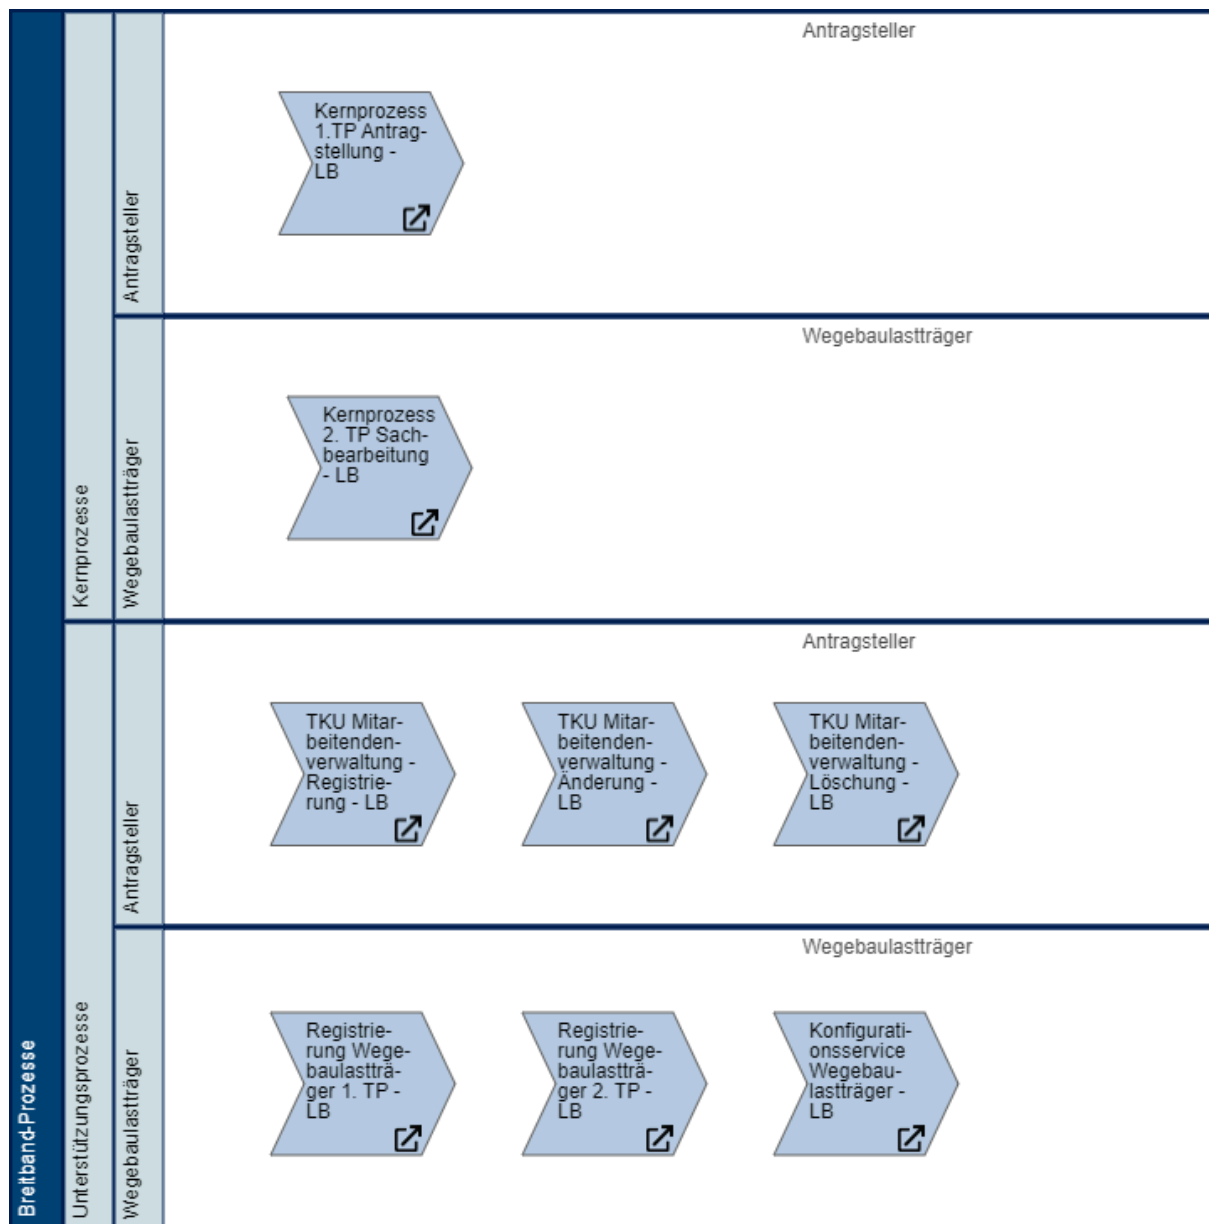 Breitband-Prozesse
Kernprozesse
Antragsteller
Antragsteller
Kernprozess
1.TP Antrag-
stellung -
LB
Wegebaulastträger
Wegebaulastträger
Kernprozess
2. TP Sach-
bearbeitung
- LB
Unterstützungsprozesse
Antragsteller
Antragsteller
TKU Mitar-
beitenden-
verwaltung -
Registrie-
rung - LB
TKU Mitar-
beitenden-
verwaltung -
Änderung -
LB
TKU Mitar-
beitenden-
verwaltung -
Löschung -
LB
Wegebaulastträger
Wegebaulastträger
Registrie-
rung Wege-
baulastträ-
ger 1. TP -
LB
Registrie-
rung Wege-
baulastträ-
ger 2. TP -
LB
Konfigurati-
onsservice
Wegebau-
lastträger -
LB